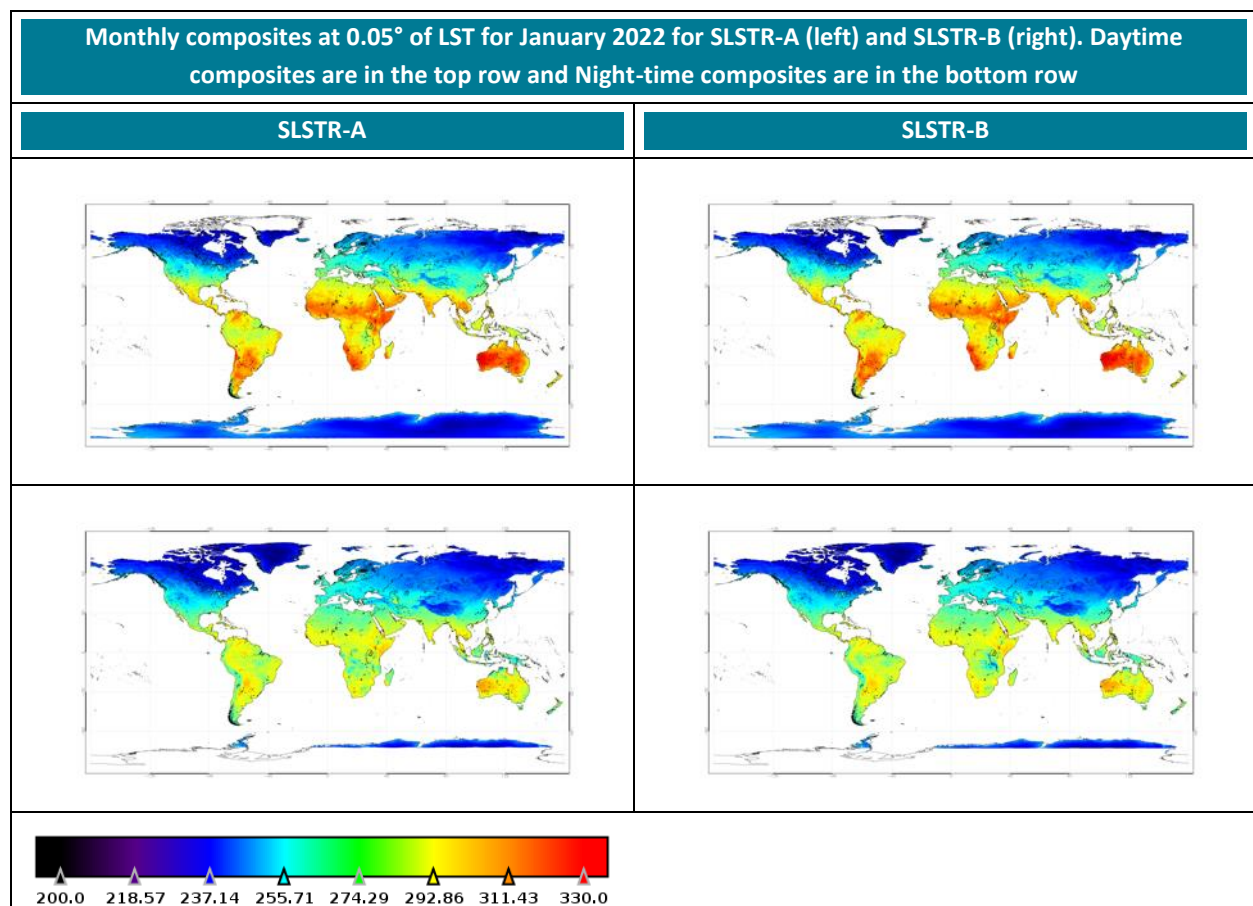 Monthly composites at 0.05° of LST for January 2022 for SLSTR-A (left) and SLSTR-B (right). Daytime
composites are in the top row and Night-time composites are in the bottom row
SLSTR-A
SLSTR-B
200.0 218.57 237.14 255.71 274.29 292.86 311.43 330.0